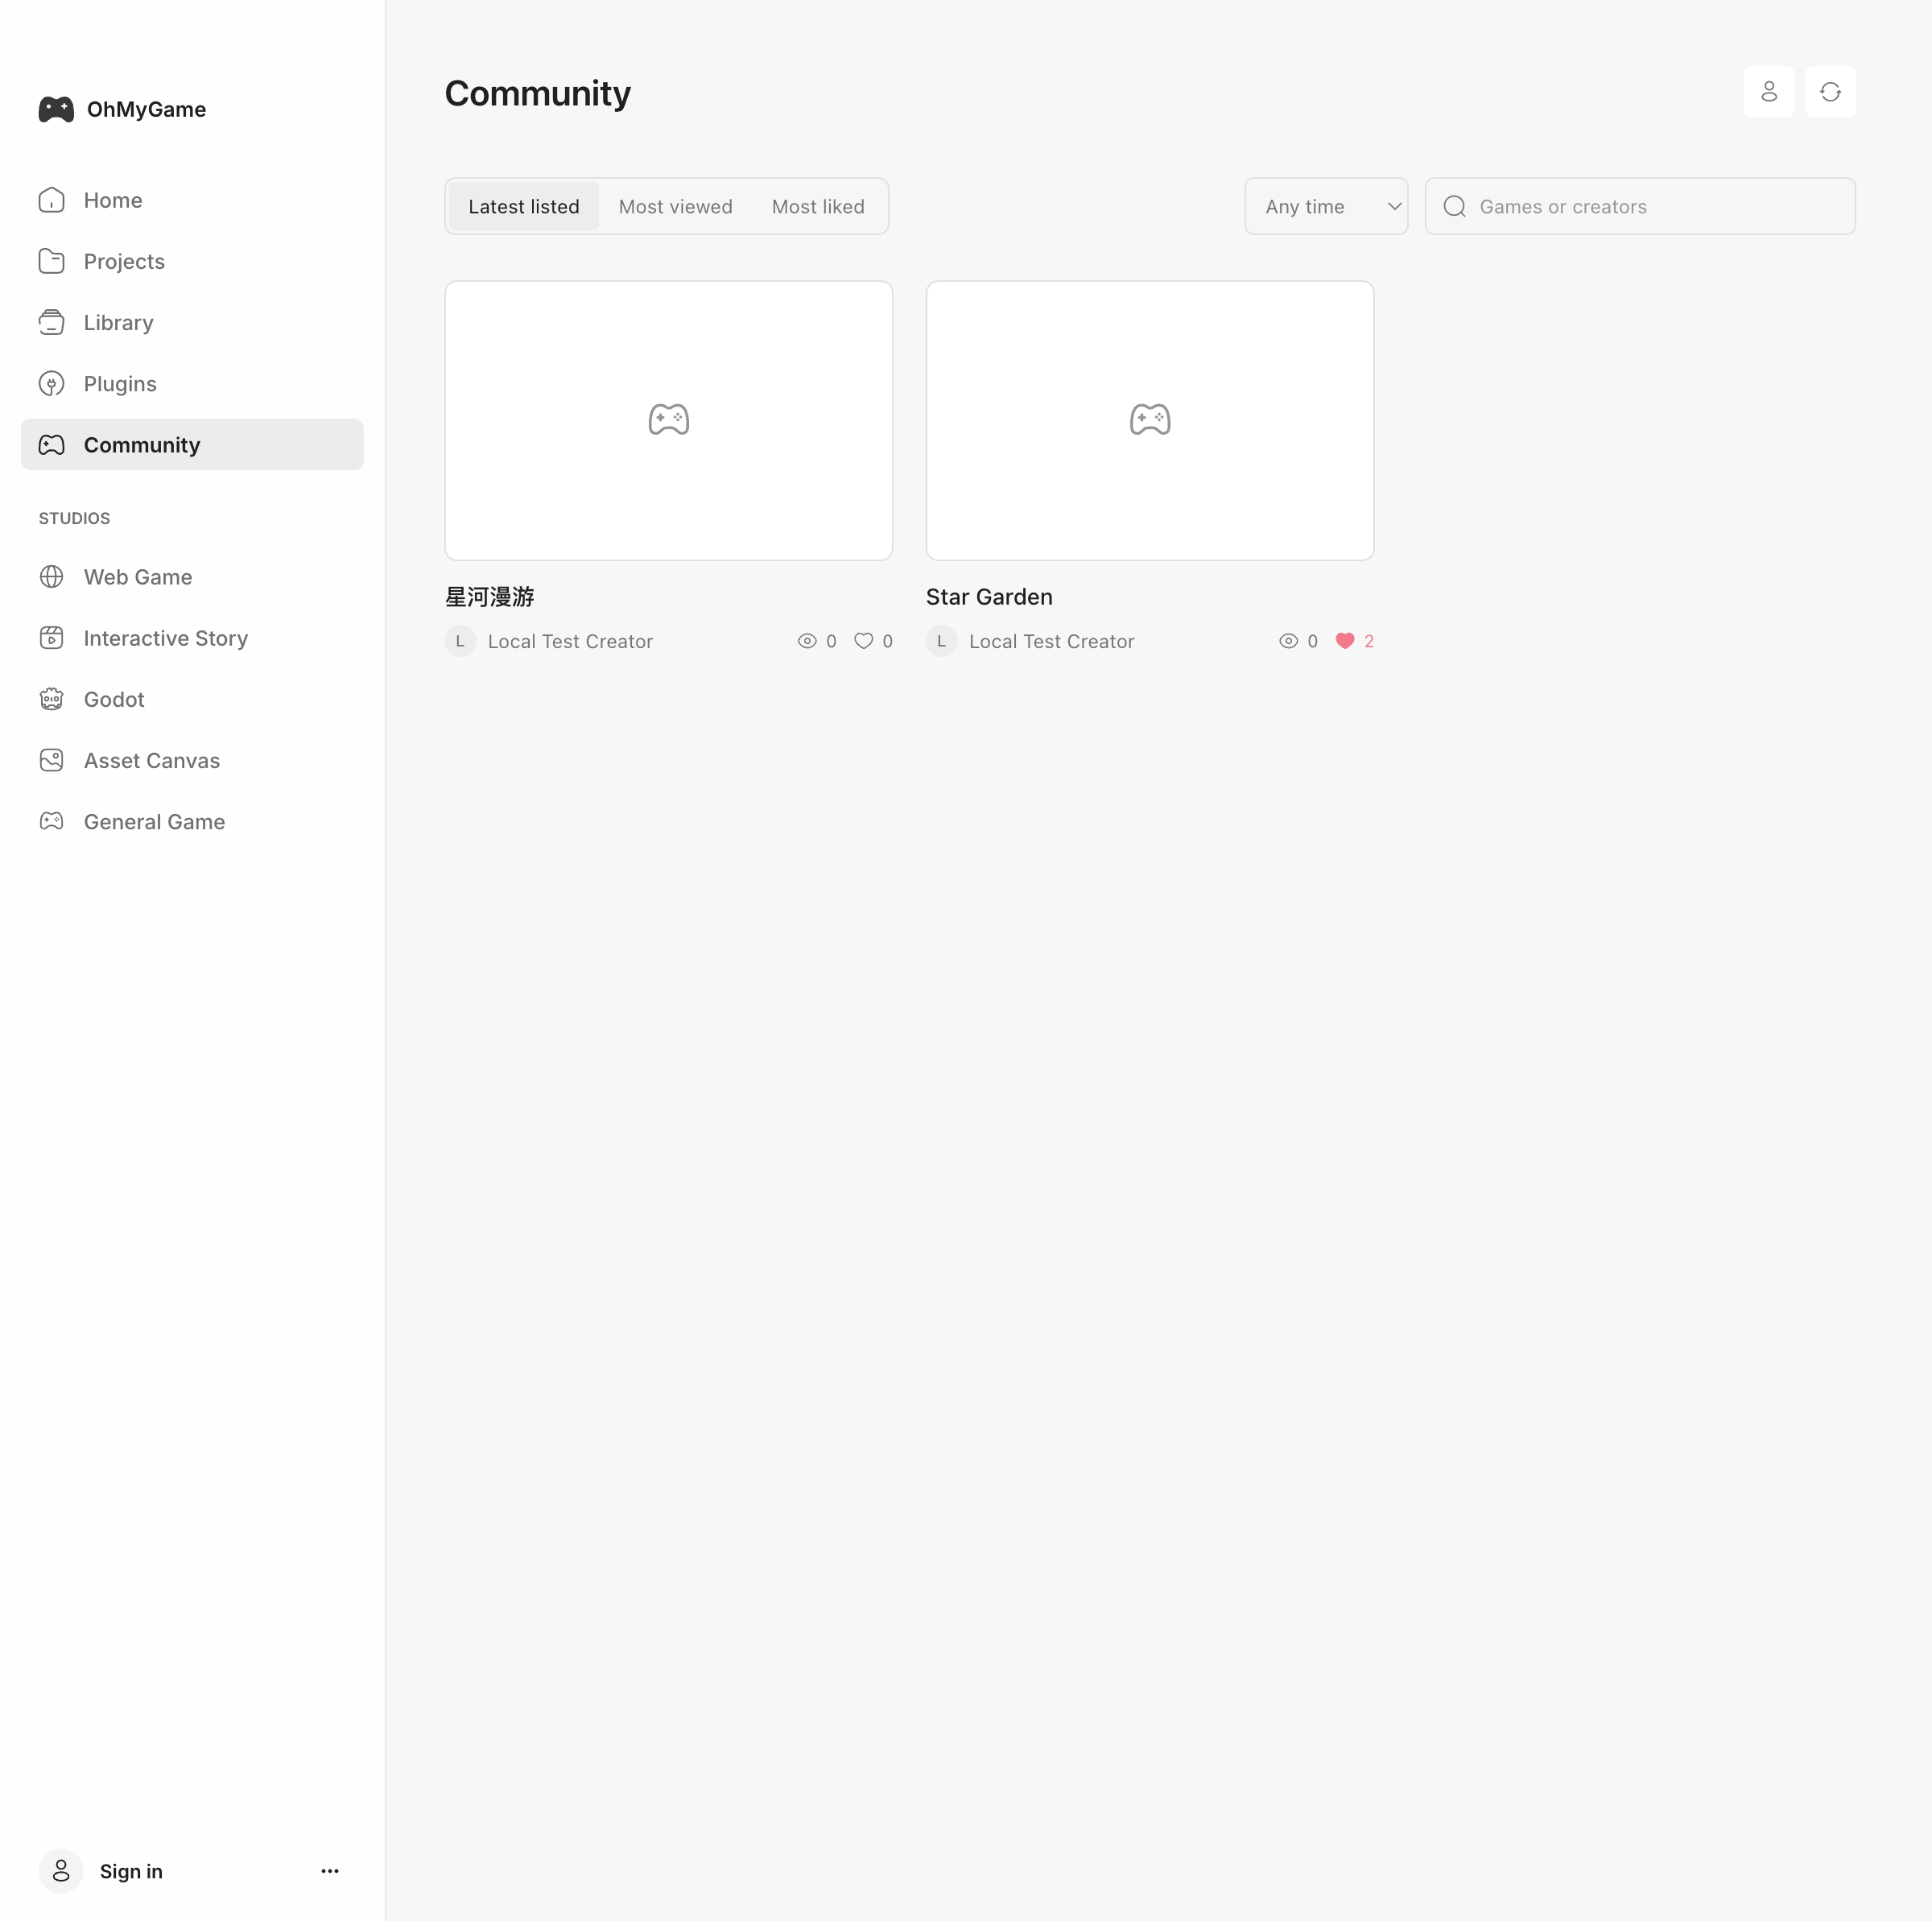 OhMyGame
Home
Projects
Library
Plugins
Community
STUDIOS
Web Game
Interactive Story
Godot
Asset Canvas
General Game
Sign in
Community
Latest listed
Most viewed
Most liked
Any time
Games or creators
星河漫游
L Local Test Creator 0 0
Star Garden
L Local Test Creator 0 2